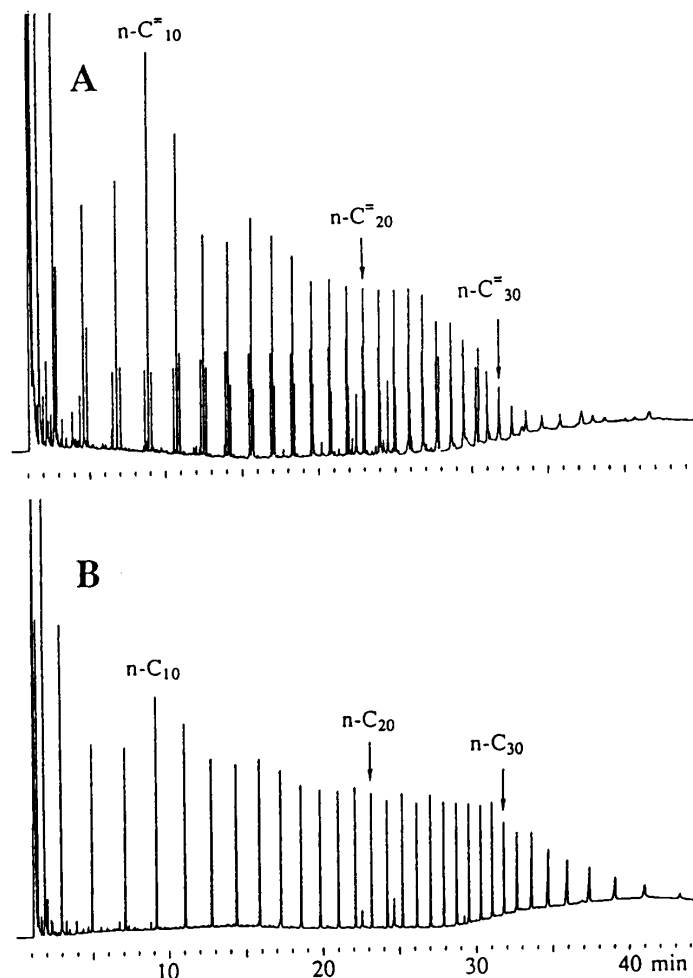 n-C⁼₁₀
A
n-C⁼₂₀
n-C⁼₃₀
B
n-C₁₀
n-C₂₀
n-C₃₀
10 20 30 40 min